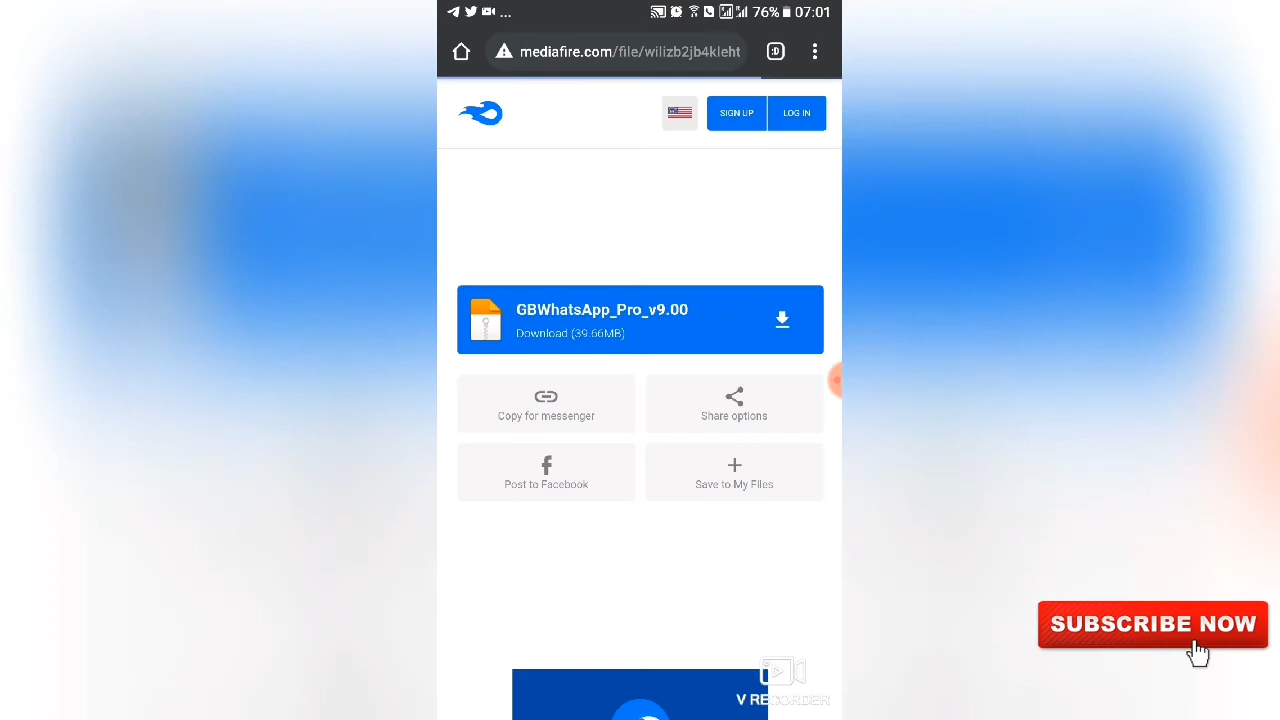 ... 76% 07:01
mediafire.com/file/wilizb2jb4kleht
SIGN UP LOG IN
GBWhatsApp_Pro_v9.00
Download (39.66MB)
Copy for messenger Share options
Post to Facebook Save to My Files
SUBSCRIBE NOW
V RECORDER